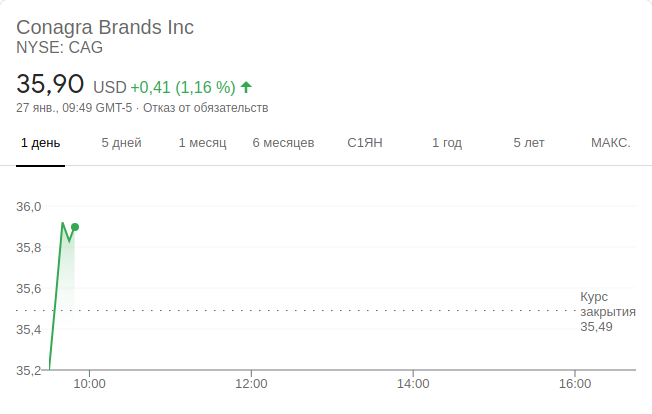 Conagra Brands Inc
NYSE: CAG
35,90 USD +0,41 (1,16 %)
27 янв., 09:49 GMT-5 · Отказ от обязательств
1 день 5 дней 1 месяц 6 месяцев С1ЯН 1 год 5 лет МАКС.
36,0
35,8
35,6
Курс
закрытия
35,49
35,4
35,2
10:00 12:00 14:00 16:00